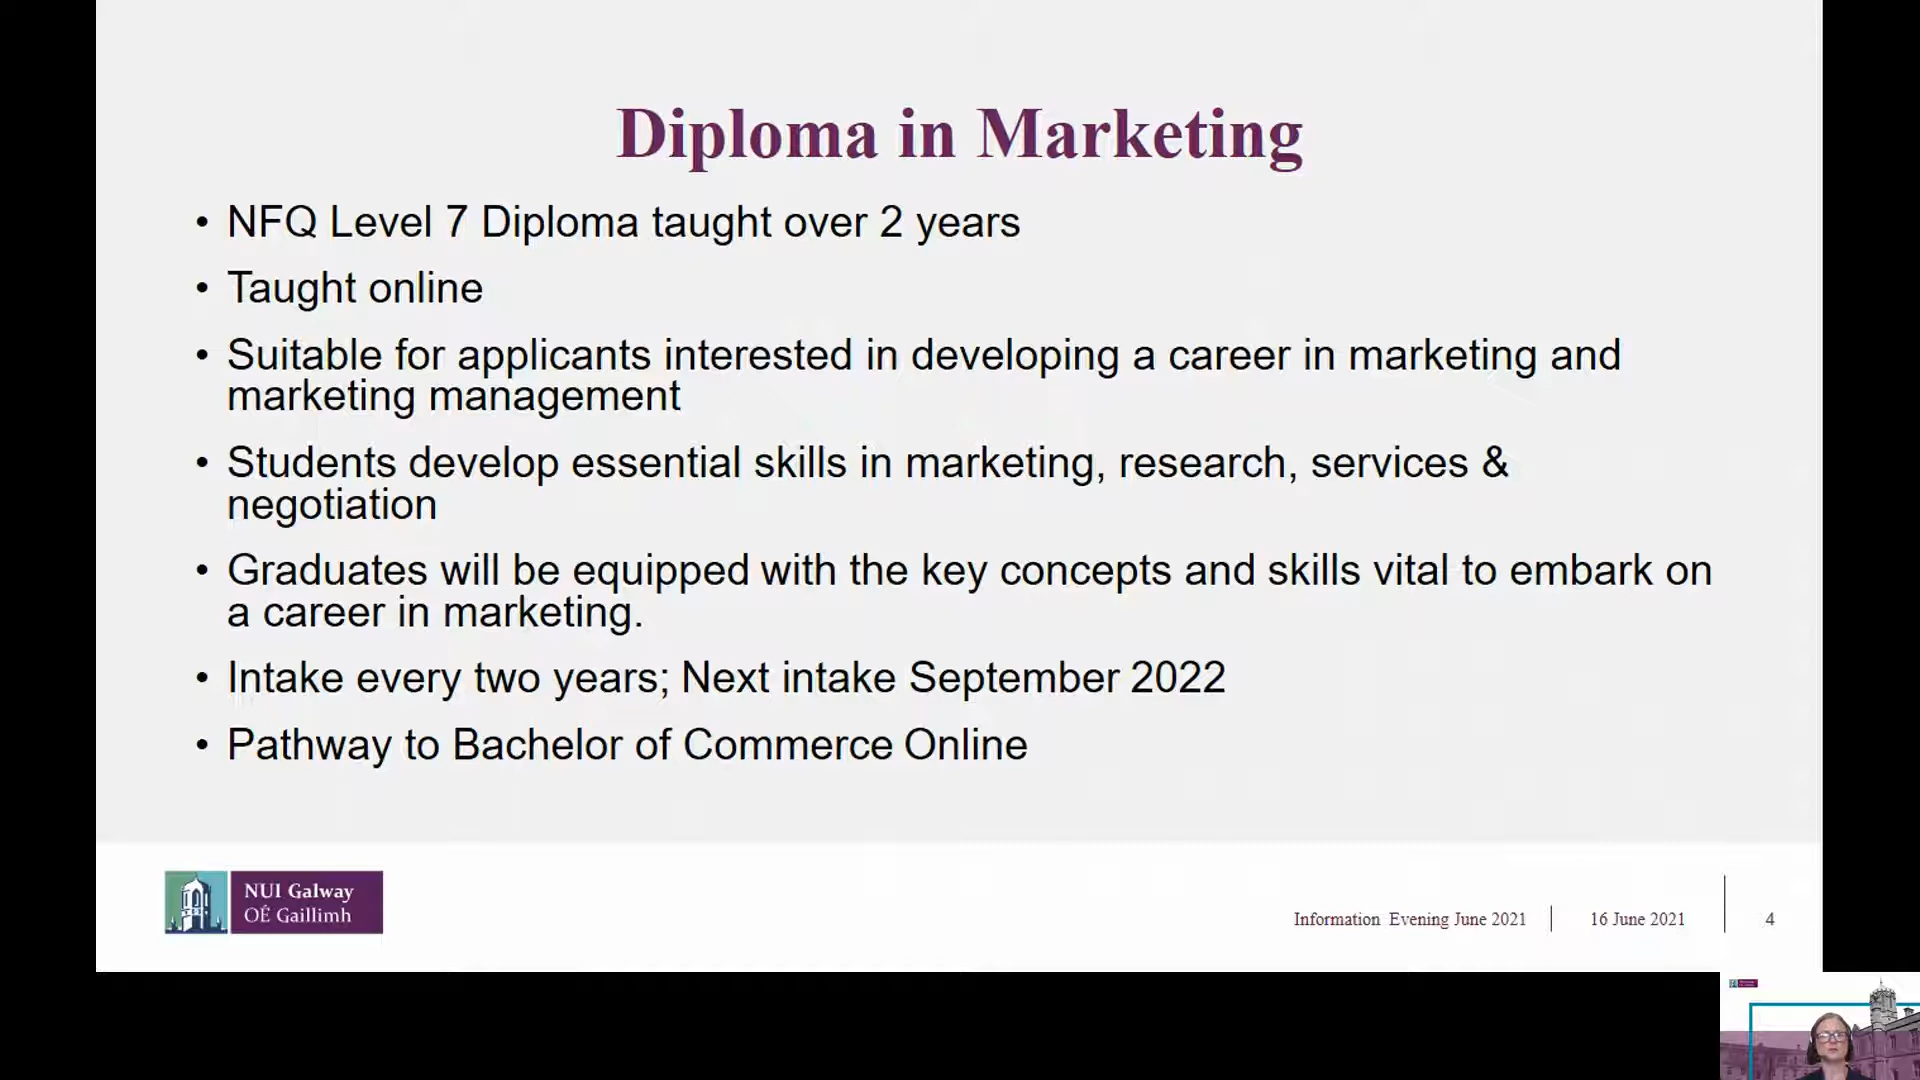 Diploma in Marketing
• NFQ Level 7 Diploma taught over 2 years
• Taught online
• Suitable for applicants interested in developing a career in marketing and
marketing management
• Students develop essential skills in marketing, research, services &
negotiation
• Graduates will be equipped with the key concepts and skills vital to embark on
a career in marketing.
• Intake every two years; Next intake September 2022
• Pathway to Bachelor of Commerce Online
NUI Galway
OÉ Gaillimh
Information Evening June 2021
16 June 2021
4